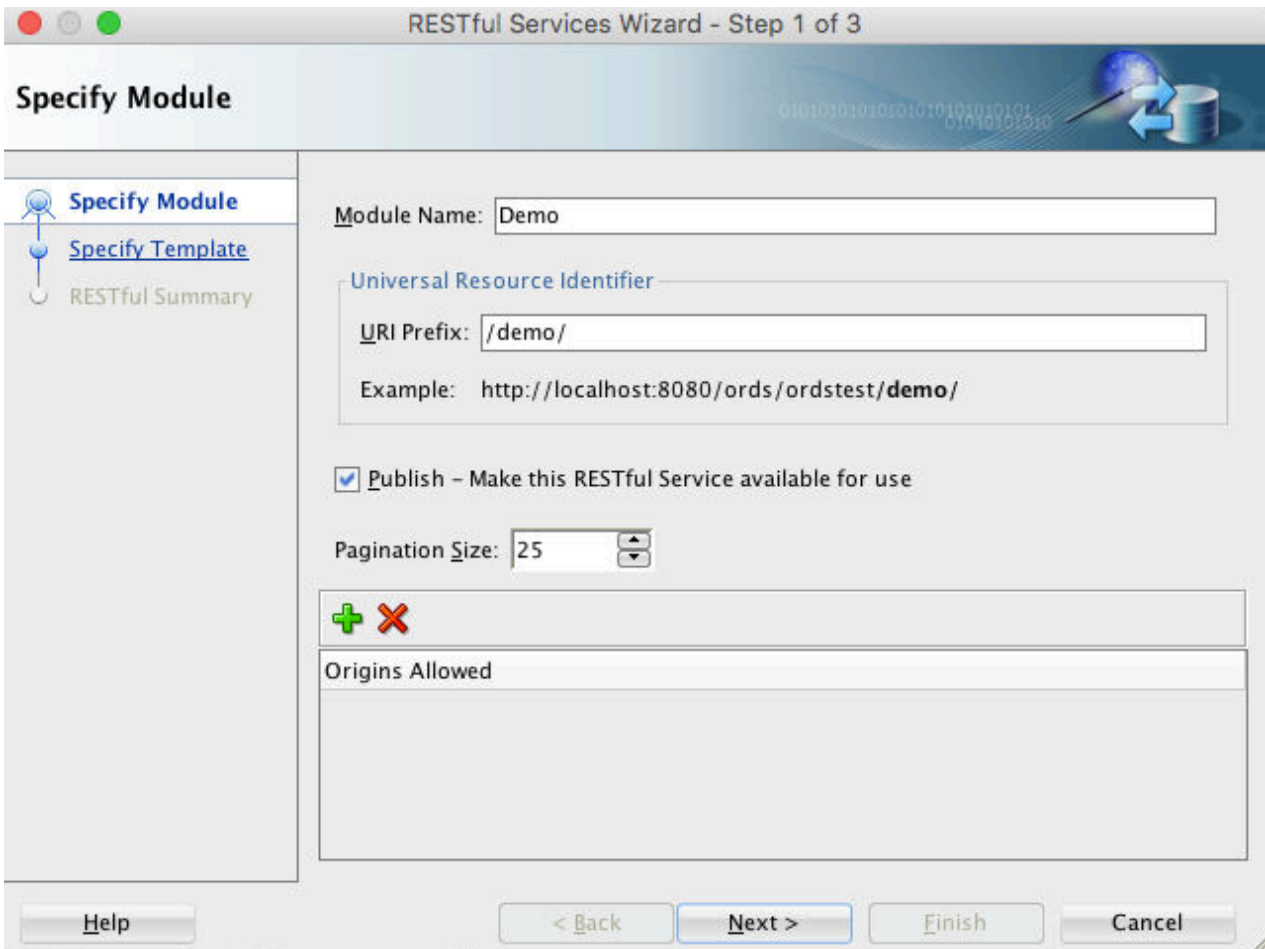 RESTful Services Wizard - Step 1 of 3
Specify Module
Specify Module
Specify Template
RESTful Summary
Module Name: Demo
Universal Resource Identifier
URI Prefix: /demo/
Example: http://localhost:8080/ords/ordstest/demo/
Publish - Make this RESTful Service available for use
Pagination Size: 25
Origins Allowed
Help
< Back
Next >
Finish
Cancel